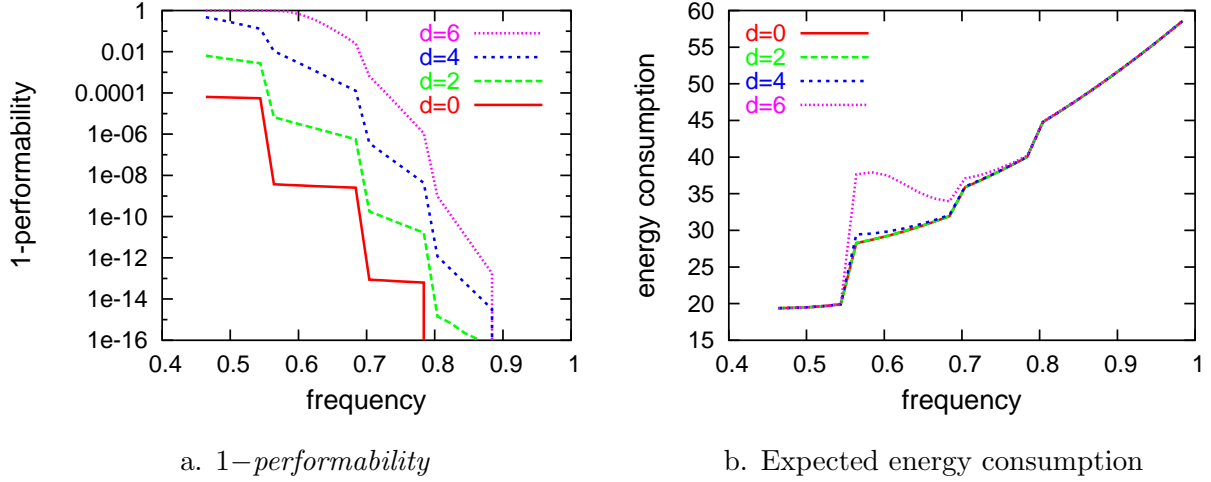 1
0.01
0.0001
1e-06
1e-08
1e-10
1e-12
1e-14
1e-16
0.4 0.5 0.6 0.7 0.8 0.9 1
1-performability
frequency
d=6
d=4
d=2
d=0
a. 1−performability
60
55
50
45
40
35
30
25
20
15
0.4 0.5 0.6 0.7 0.8 0.9 1
energy consumption
frequency
d=0
d=2
d=4
d=6
b. Expected energy consumption